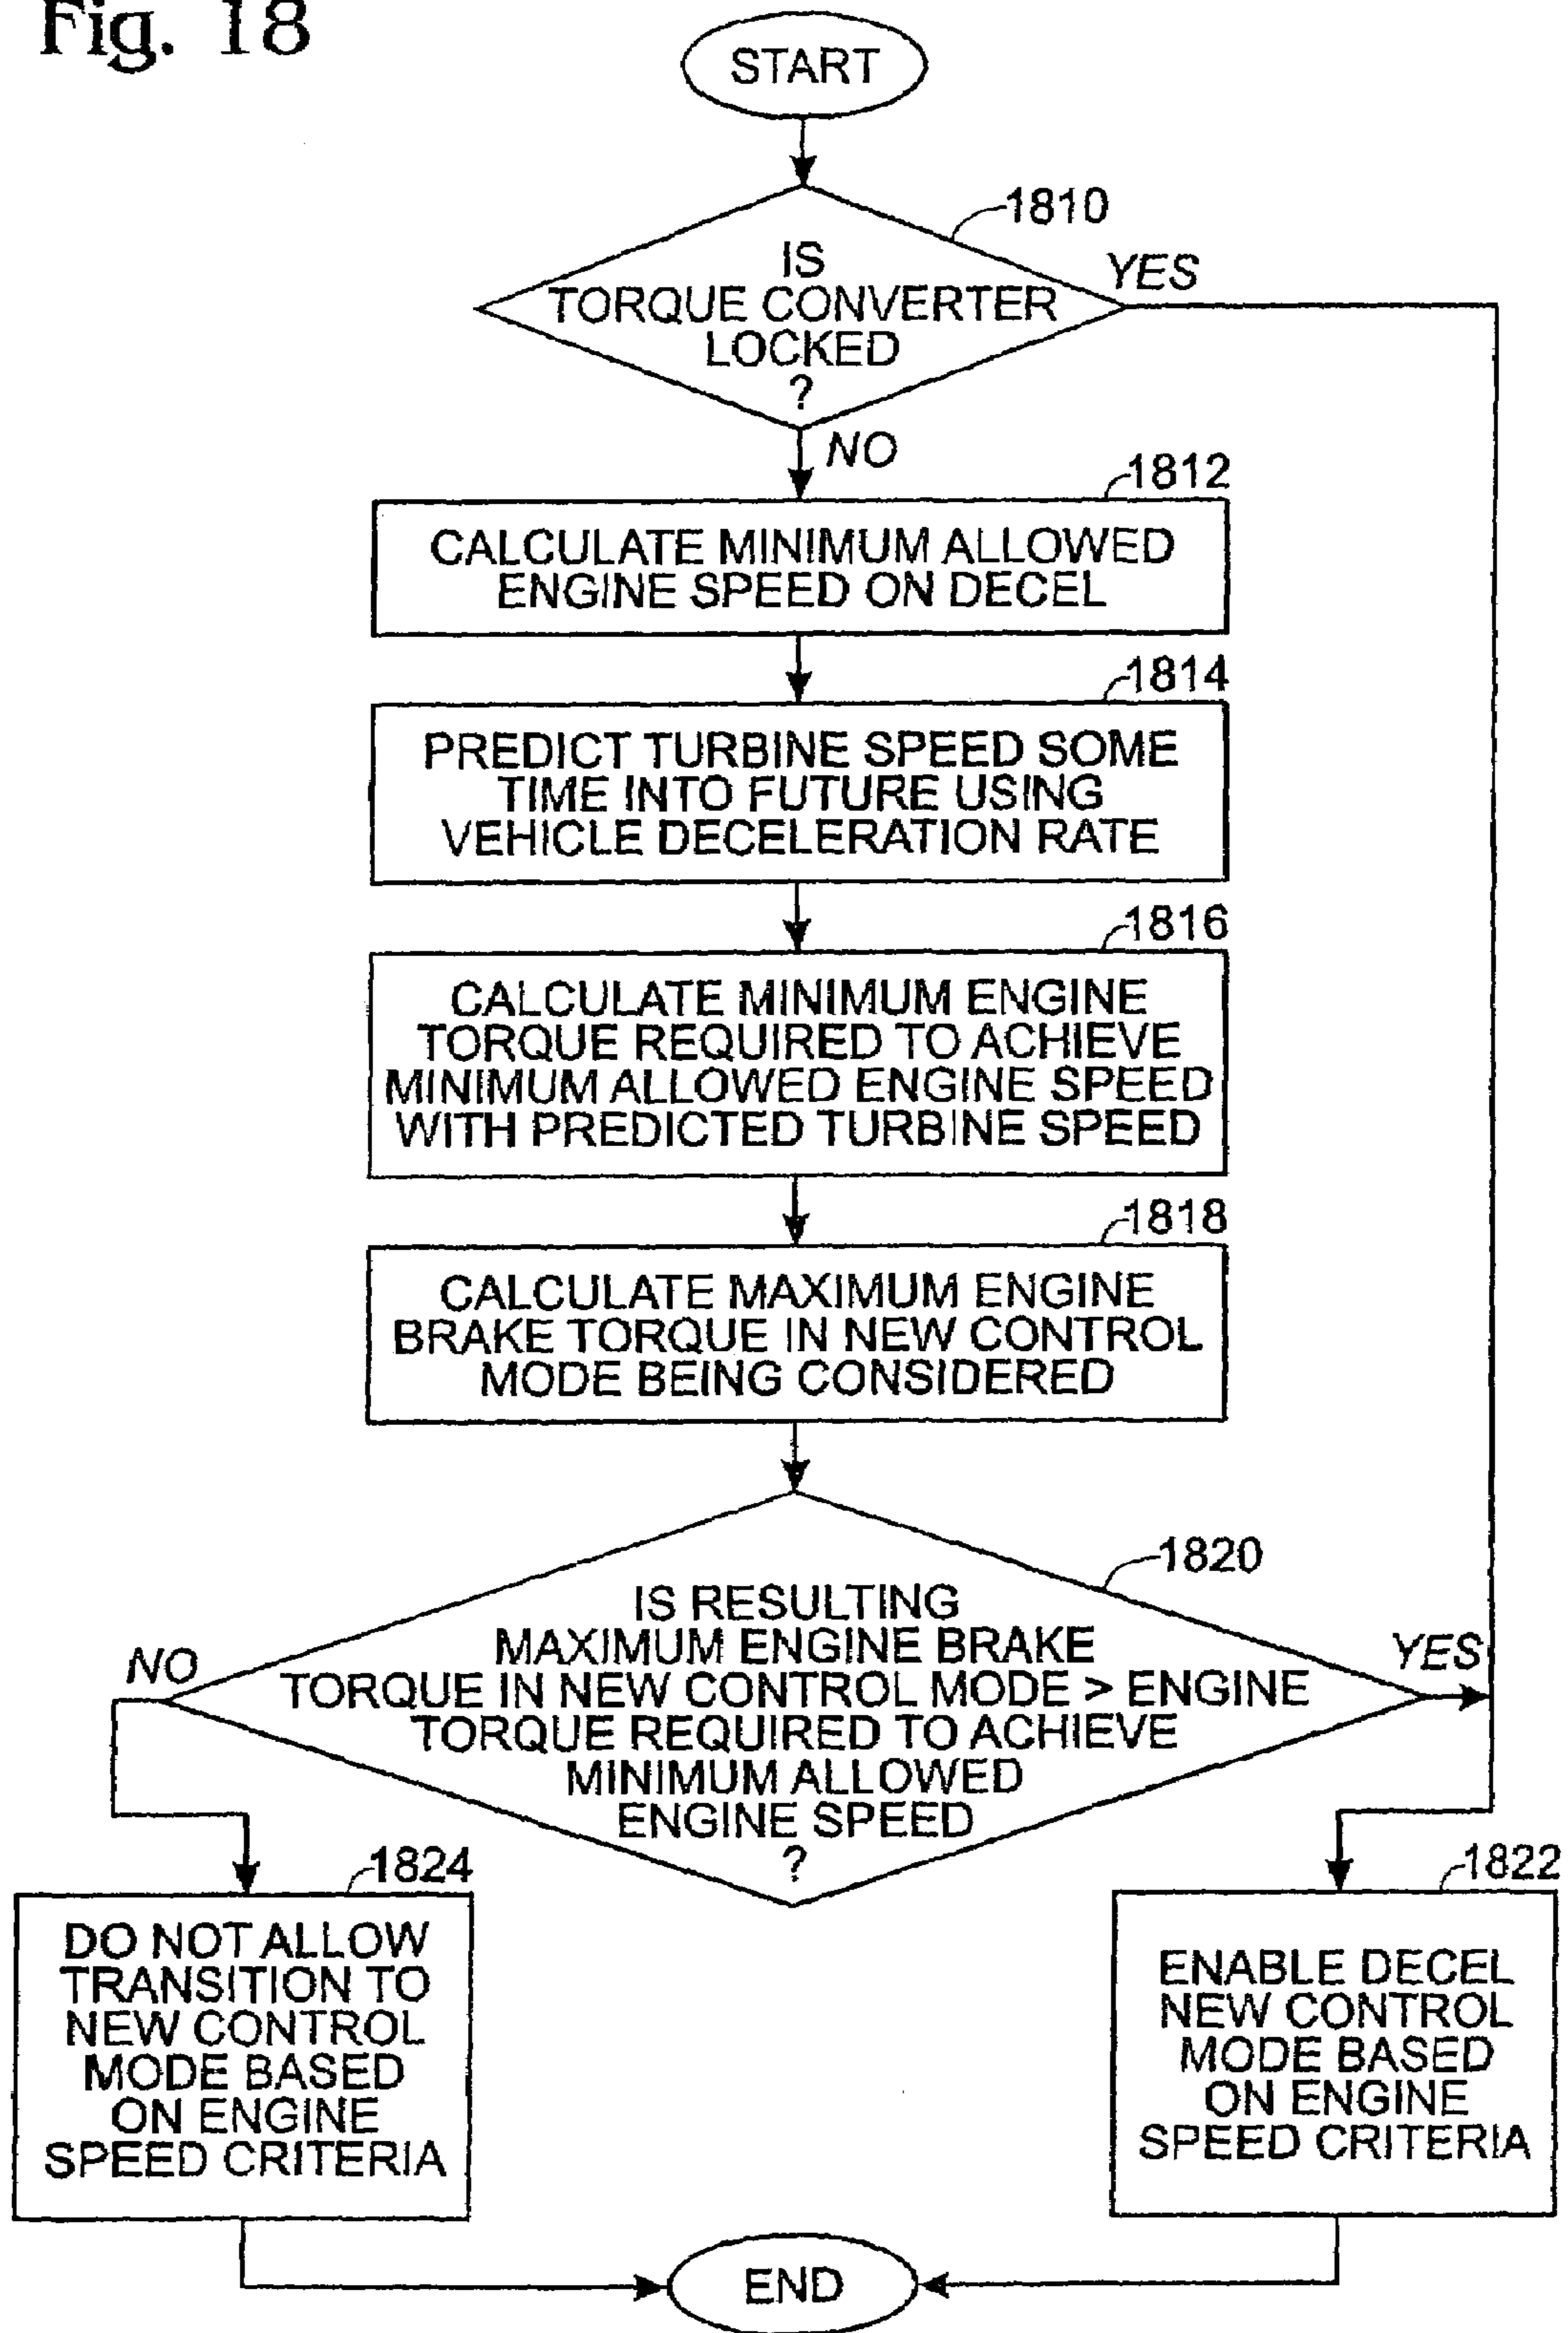 Fig. 18
START
1810
IS
TORQUE CONVERTER
LOCKED
?
YES
NO
1812
CALCULATE MINIMUM ALLOWED
ENGINE SPEED ON DECEL
1814
PREDICT TURBINE SPEED SOME
TIME INTO FUTURE USING
VEHICLE DECELERATION RATE
1816
CALCULATE MINIMUM ENGINE
TORQUE REQUIRED TO ACHIEVE
MINIMUM ALLOWED ENGINE SPEED
WITH PREDICTED TURBINE SPEED
1818
CALCULATE MAXIMUM ENGINE
BRAKE TORQUE IN NEW CONTROL
MODE BEING CONSIDERED
1820
IS RESULTING
MAXIMUM ENGINE BRAKE
TORQUE IN NEW CONTROL MODE > ENGINE
TORQUE REQUIRED TO ACHIEVE
MINIMUM ALLOWED
ENGINE SPEED
?
NO
YES
1824
DO NOT ALLOW
TRANSITION TO
NEW CONTROL
MODE BASED
ON ENGINE
SPEED CRITERIA
1822
ENABLE DECEL
NEW CONTROL
MODE BASED
ON ENGINE
SPEED CRITERIA
END